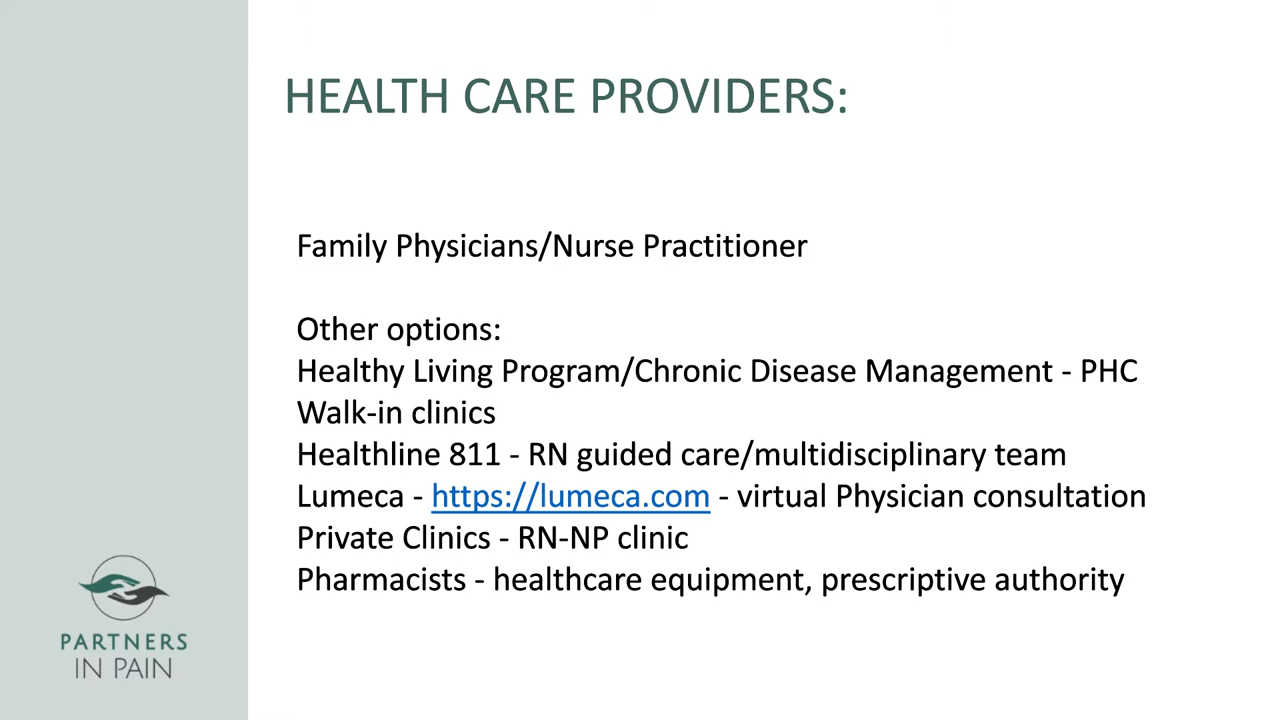 HEALTH CARE PROVIDERS:
Family Physicians/Nurse Practitioner
Other options:
Healthy Living Program/Chronic Disease Management - PHC
Walk-in clinics
Healthline 811 - RN guided care/multidisciplinary team
Lumeca - https://lumeca.com - virtual Physician consultation
Private Clinics - RN-NP clinic
Pharmacists - healthcare equipment, prescriptive authority
PARTNERS
IN PAIN